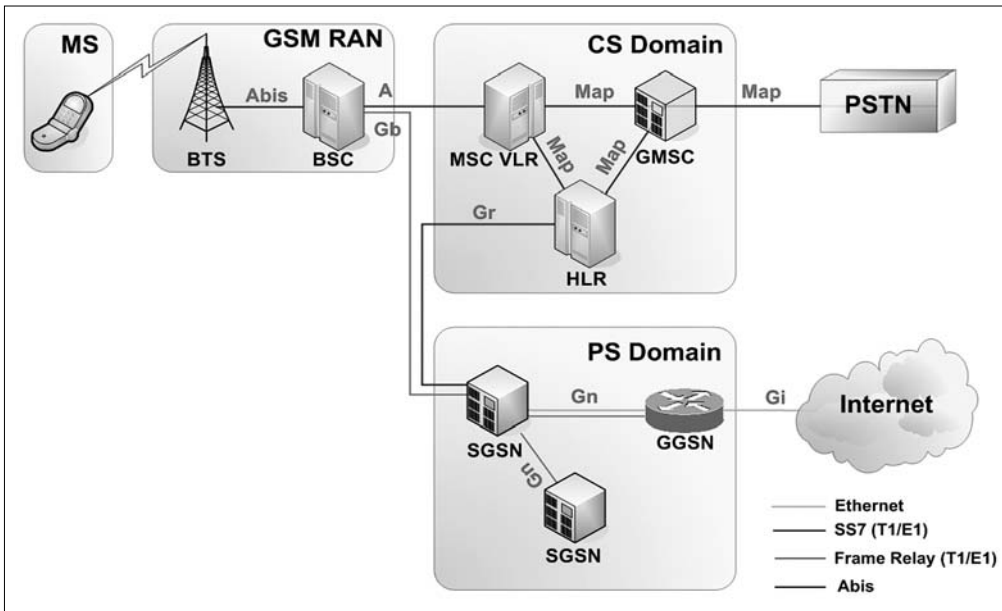 MS
GSM RAN
CS Domain
Abis
A
Gb
BTS
BSC
Map
Map
PSTN
MSC VLR
GMSC
Map
Map
Gr
HLR
PS Domain
Gn
Gi
Internet
SGSN
GGSN
Gn
SGSN
Ethernet
SS7 (T1/E1)
Frame Relay (T1/E1)
Abis